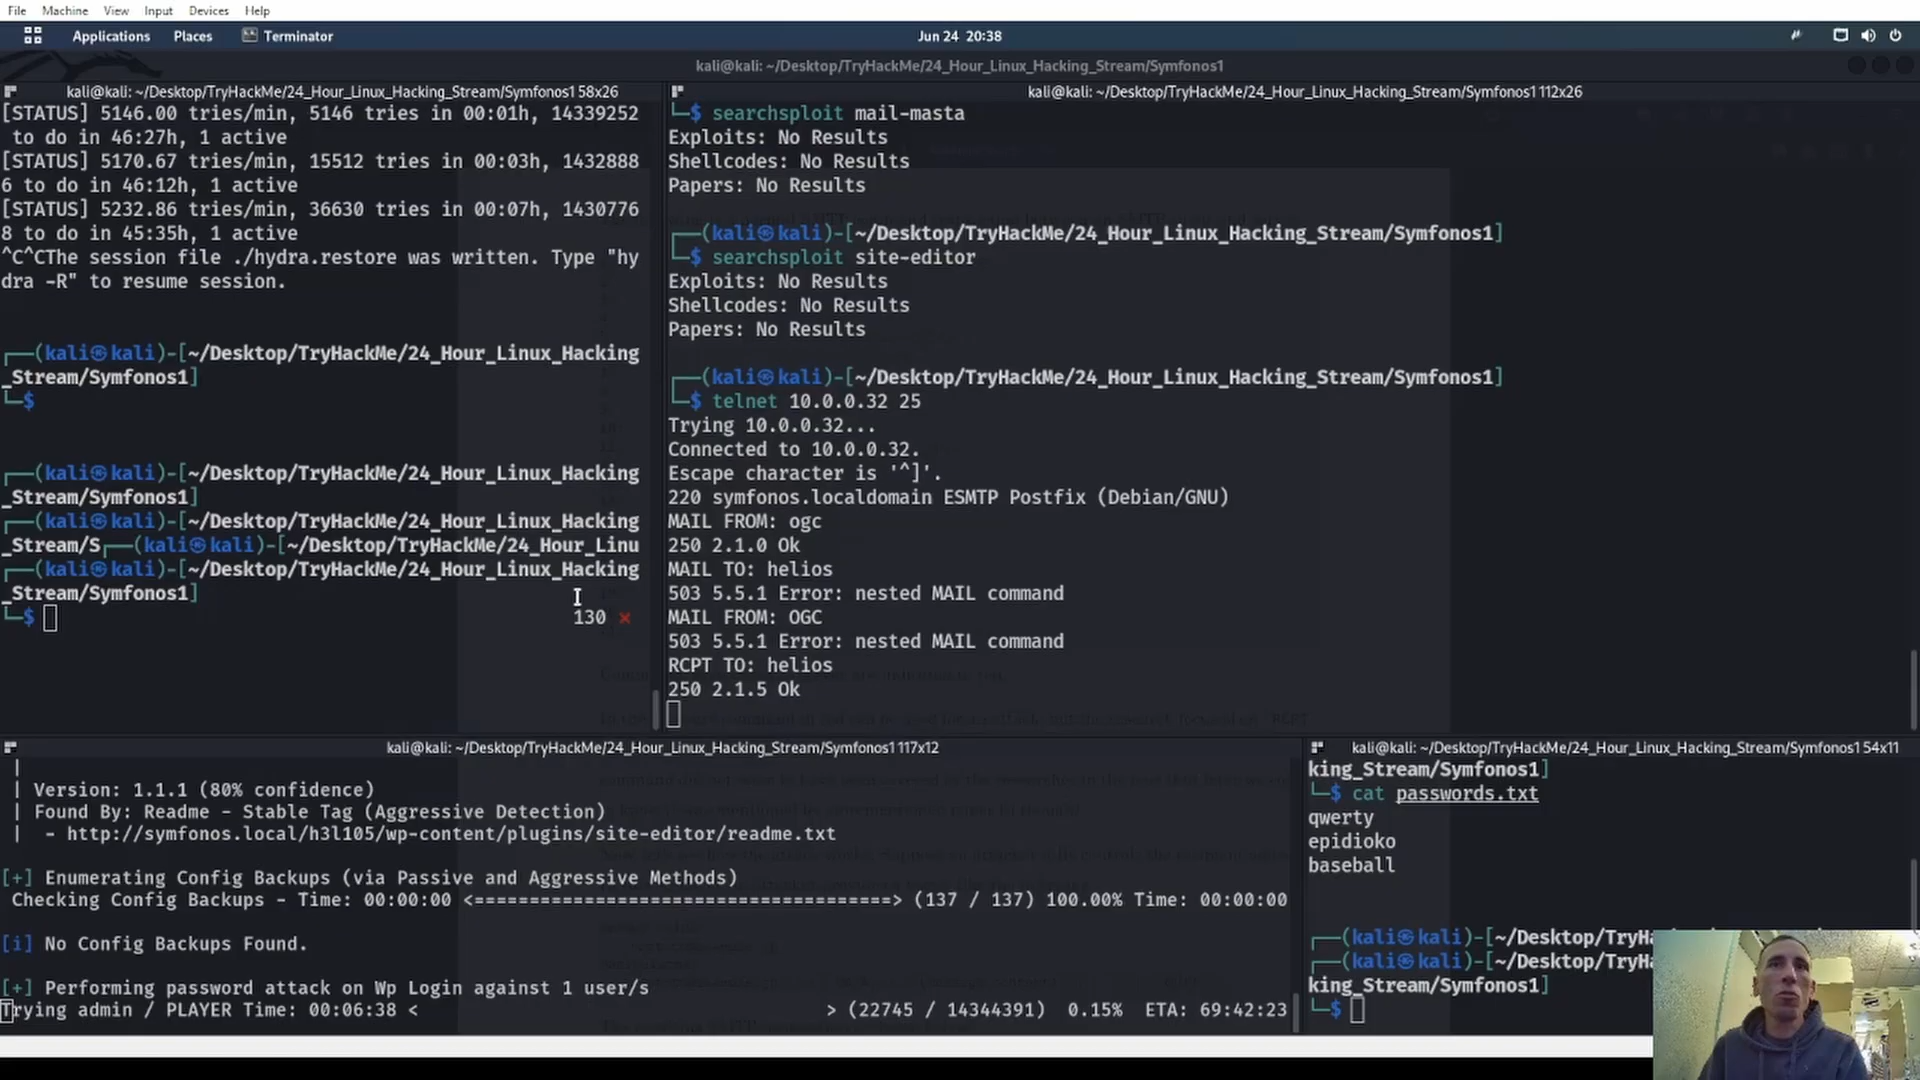 File Machine View Input Devices Help
Applications Places Terminator Jun 24 20:38
kali@kali: ~/Desktop/TryHackMe/24_Hour_Linux_Hacking_Stream/Symfonos1
kali@kali: ~/Desktop/TryHackMe/24_Hour_Linux_Hacking_Stream/Symfonos1 58x26
[STATUS] 5146.00 tries/min, 5146 tries in 00:01h, 14339252
to do in 46:27h, 1 active
[STATUS] 5170.67 tries/min, 15512 tries in 00:03h, 1432888
6 to do in 46:12h, 1 active
[STATUS] 5232.86 tries/min, 36630 tries in 00:07h, 1430776
8 to do in 45:35h, 1 active
^C^CThe session file ./hydra.restore was written. Type "hy
dra -R" to resume session.
┌──(kali㉿kali)-[~/Desktop/TryHackMe/24_Hour_Linux_Hacking
_Stream/Symfonos1]
└─$
┌──(kali㉿kali)-[~/Desktop/TryHackMe/24_Hour_Linux_Hacking
_Stream/Symfonos1]
┌──(kali㉿kali)-[~/Desktop/TryHackMe/24_Hour_Linux_Hacking
_Stream/S┌──(kali㉿kali)-[~/Desktop/TryHackMe/24_Hour_Linu
┌──(kali㉿kali)-[~/Desktop/TryHackMe/24_Hour_Linux_Hacking
_Stream/Symfonos1]
└─$ 130 ⨯
kali@kali: ~/Desktop/TryHackMe/24_Hour_Linux_Hacking_Stream/Symfonos1 112x26
└─$ searchsploit mail-masta
Exploits: No Results
Shellcodes: No Results
Papers: No Results
┌──(kali㉿kali)-[~/Desktop/TryHackMe/24_Hour_Linux_Hacking_Stream/Symfonos1]
└─$ searchsploit site-editor
Exploits: No Results
Shellcodes: No Results
Papers: No Results
┌──(kali㉿kali)-[~/Desktop/TryHackMe/24_Hour_Linux_Hacking_Stream/Symfonos1]
└─$ telnet 10.0.0.32 25
Trying 10.0.0.32...
Connected to 10.0.0.32.
Escape character is '^]'.
220 symfonos.localdomain ESMTP Postfix (Debian/GNU)
MAIL FROM: ogc
250 2.1.0 Ok
MAIL TO: helios
503 5.5.1 Error: nested MAIL command
MAIL FROM: OGC
503 5.5.1 Error: nested MAIL command
RCPT TO: helios
250 2.1.5 Ok
kali@kali: ~/Desktop/TryHackMe/24_Hour_Linux_Hacking_Stream/Symfonos1 117x12
|
| Version: 1.1.1 (80% confidence)
| Found By: Readme - Stable Tag (Aggressive Detection)
| - http://symfonos.local/h3l105/wp-content/plugins/site-editor/readme.txt
[+] Enumerating Config Backups (via Passive and Aggressive Methods)
Checking Config Backups - Time: 00:00:00 <=======================================> (137 / 137) 100.00% Time: 00:00:00
[i] No Config Backups Found.
[+] Performing password attack on Wp Login against 1 user/s
Trying admin / PLAYER Time: 00:06:38 < > (22745 / 14344391) 0.15% ETA: 69:42:23
kali@kali: ~/Desktop/TryHackMe/24_Hour_Linux_Hacking_Stream/Symfonos1 54x11
king_Stream/Symfonos1]
└─$ cat passwords.txt
qwerty
epidioko
baseball
┌──(kali㉿kali)-[~/Desktop/TryHa
┌──(kali㉿kali)-[~/Desktop/TryHa
king_Stream/Symfonos1]
└─$